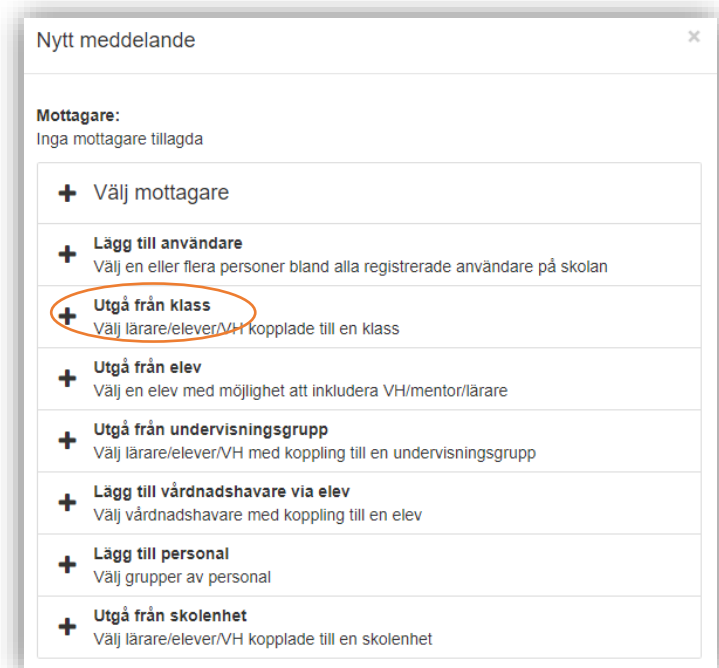 Nytt meddelande
Mottagare:
Inga mottagare tillagda
Välj mottagare
Lägg till användare
Välj en eller flera personer bland alla registrerade användare på skolan
Utgå från klass
Välj lärare/elever/VH kopplade till en klass
Utgå från elev
Välj en elev med möjlighet att inkludera VH/mentor/lärare
Utgå från undervisningsgrupp
Välj lärare/elever/VH med koppling till en undervisningsgrupp
Lägg till vårdnadshavare via elev
Välj vårdnadshavare med koppling till en elev
Lägg till personal
Välj grupper av personal
Utgå från skolenhet
Välj lärare/elever/VH kopplade till en skolenhet